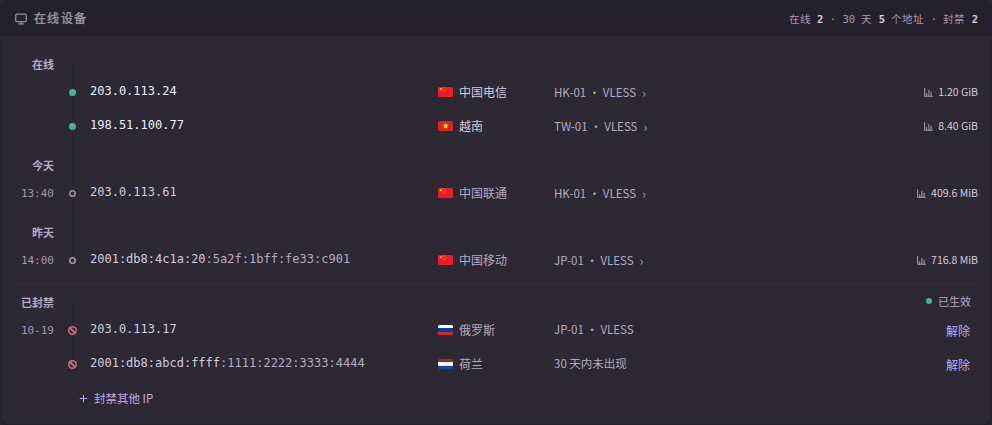 在线设备 在线 2 · 30 天 5 个地址 · 封禁 2
在线
203.0.113.24 中国电信 HK-01 • VLESS › 1.20 GiB
198.51.100.77 越南 TW-01 • VLESS › 8.40 GiB
今天
13:40 203.0.113.61 中国联通 HK-01 • VLESS › 409.6 MiB
昨天
14:00 2001:db8:4c1a:20:5a2f:1bff:fe33:c901 中国移动 JP-01 • VLESS › 716.8 MiB
已封禁 已生效
10-19 203.0.113.17 俄罗斯 JP-01 • VLESS 解除
2001:db8:abcd:ffff:1111:2222:3333:4444 荷兰 30 天内未出现 解除
+ 封禁其他 IP